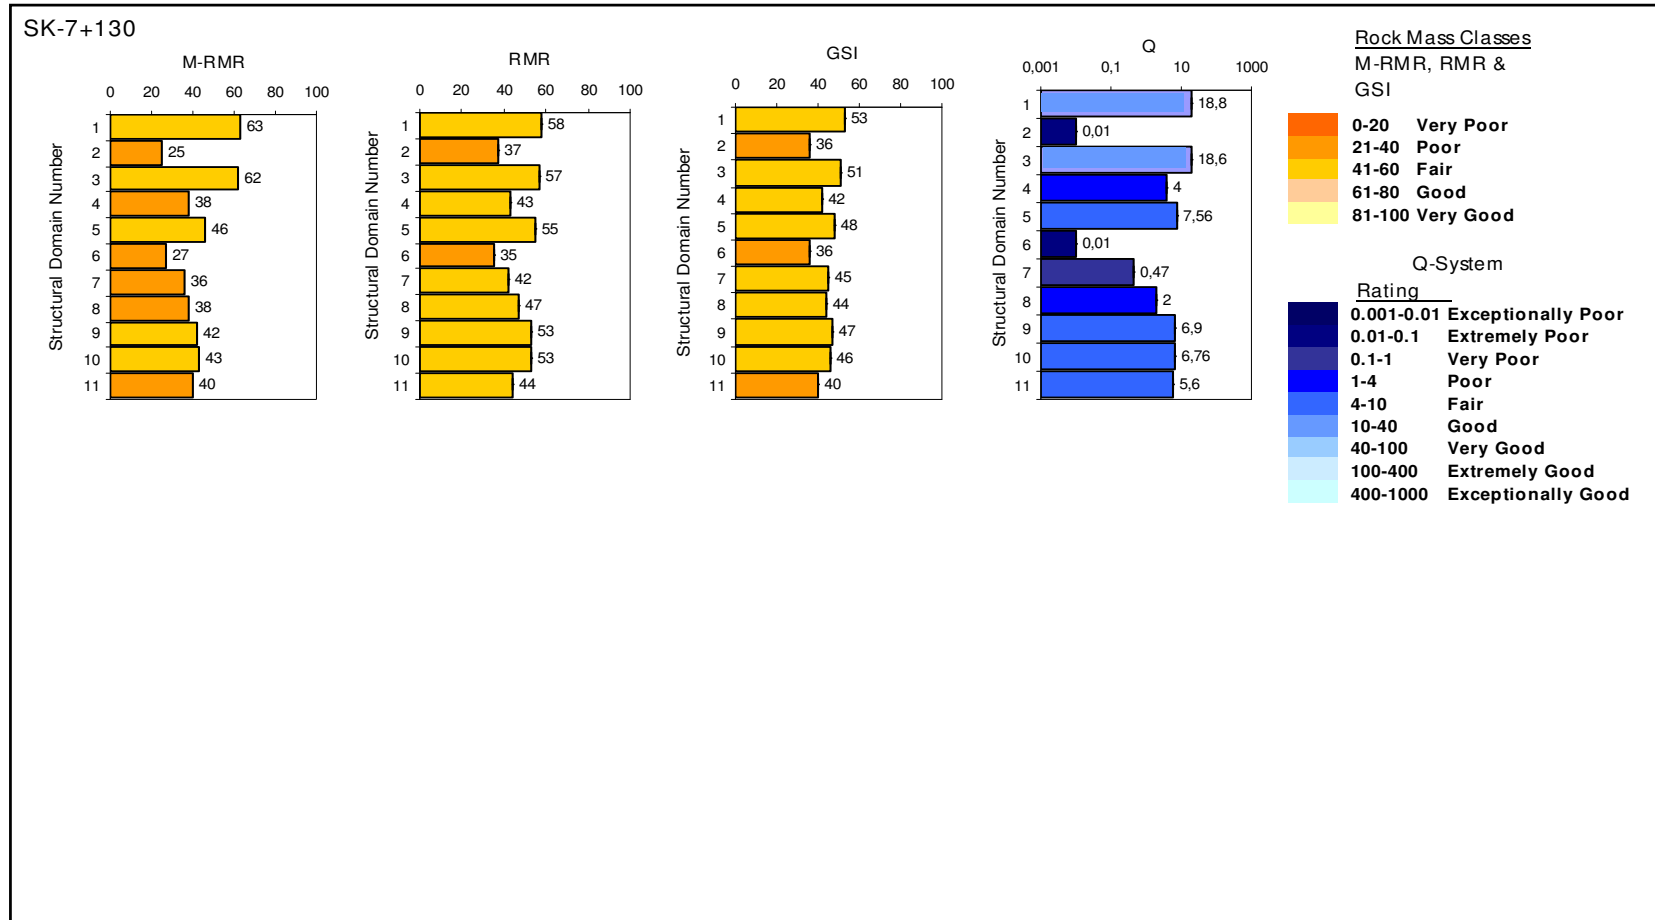 SK-7+130
M-RMR
0 20 40 60 80 100
Structural Domain Number
1 63
2 25
3 62
4 38
5 46
6 27
7 36
8 38
9 42
10 43
11 40
RMR
0 20 40 60 80 100
Structural Domain Number
1 58
2 37
3 57
4 43
5 55
6 35
7 42
8 47
9 53
10 53
11 44
GSI
0 20 40 60 80 100
Structural Domain Number
1 53
2 36
3 51
4 42
5 48
6 36
7 45
8 44
9 47
10 46
11 40
Q
0,001 0,1 10 1000
Structural Domain Number
1 18,8
2 0,01
3 18,6
4 4
5 7,56
6 0,01
7 0,47
8 2
9 6,9
10 6,76
11 5,6
Rock Mass Classes
M-RMR, RMR &
GSI
0-20 Very Poor
21-40 Poor
41-60 Fair
61-80 Good
81-100 Very Good
Q-System
Rating
0.001-0.01 Exceptionally Poor
0.01-0.1 Extremely Poor
0.1-1 Very Poor
1-4 Poor
4-10 Fair
10-40 Good
40-100 Very Good
100-400 Extremely Good
400-1000 Exceptionally Good